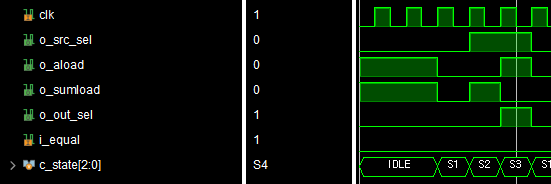 clk 1
o_src_sel 0
o_aload 0
o_sumload 0
o_out_sel 1
i_equal 1
c_state[2:0] S4 IDLE S1 S2 S3 S1